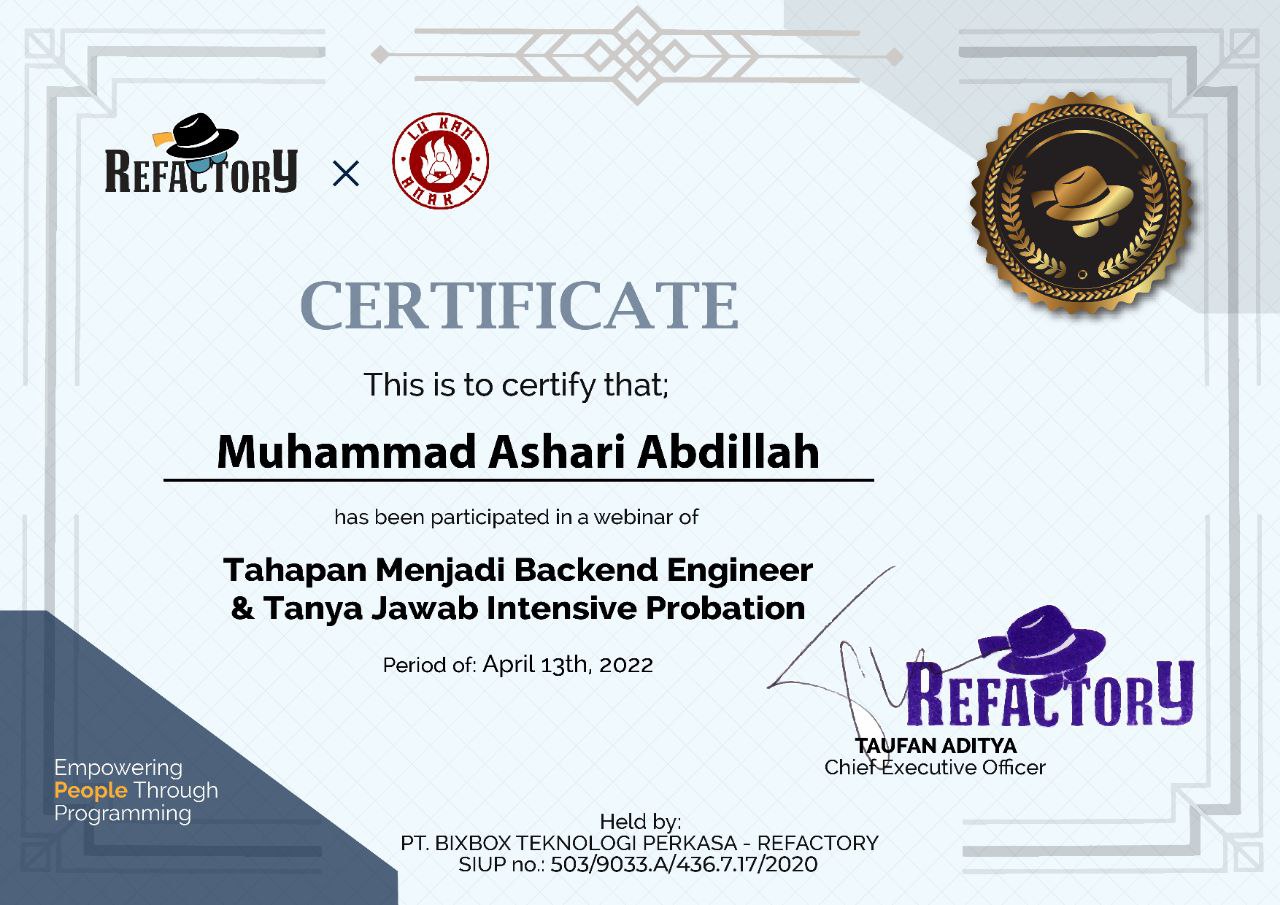 REFACTORY × LU KAN ANAK IT
CERTIFICATE
This is to certify that;
Muhammad Ashari Abdillah
has been participated in a webinar of
Tahapan Menjadi Backend Engineer
& Tanya Jawab Intensive Probation
Period of: April 13th, 2022
REFACTORY
TAUFAN ADITYA
Chief Executive Officer
Empowering
People Through
Programming
Held by:
PT. BIXBOX TEKNOLOGI PERKASA - REFACTORY
SIUP no.: 503/9033.A/436.7.17/2020